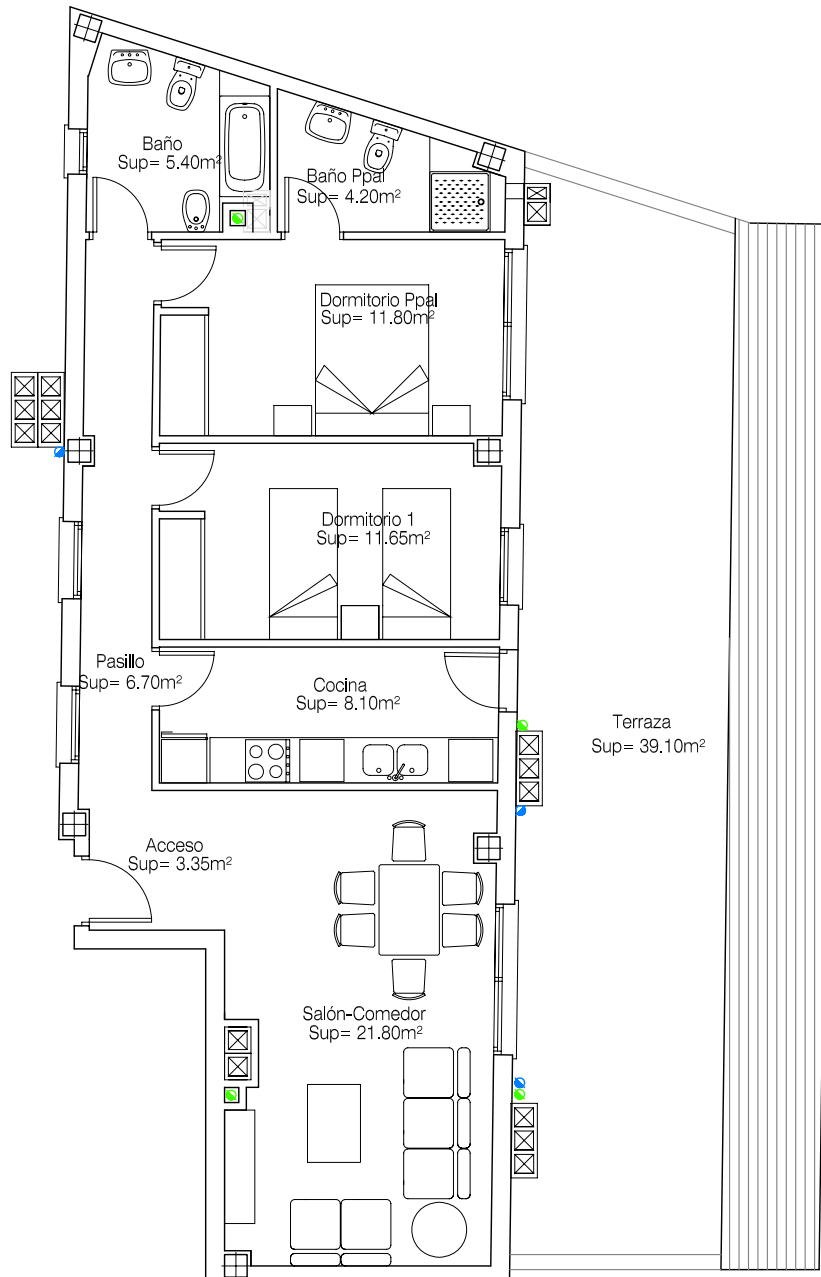 Baño
Sup= 5.40m²
Baño Ppal
Sup= 4.20m²
Dormitorio Ppal
Sup= 11.80m²
Dormitorio 1
Sup= 11.65m²
Pasillo
Sup= 6.70m²
Cocina
Sup= 8.10m²
Terraza
Sup= 39.10m²
Acceso
Sup= 3.35m²
Salón-Comedor
Sup= 21.80m²